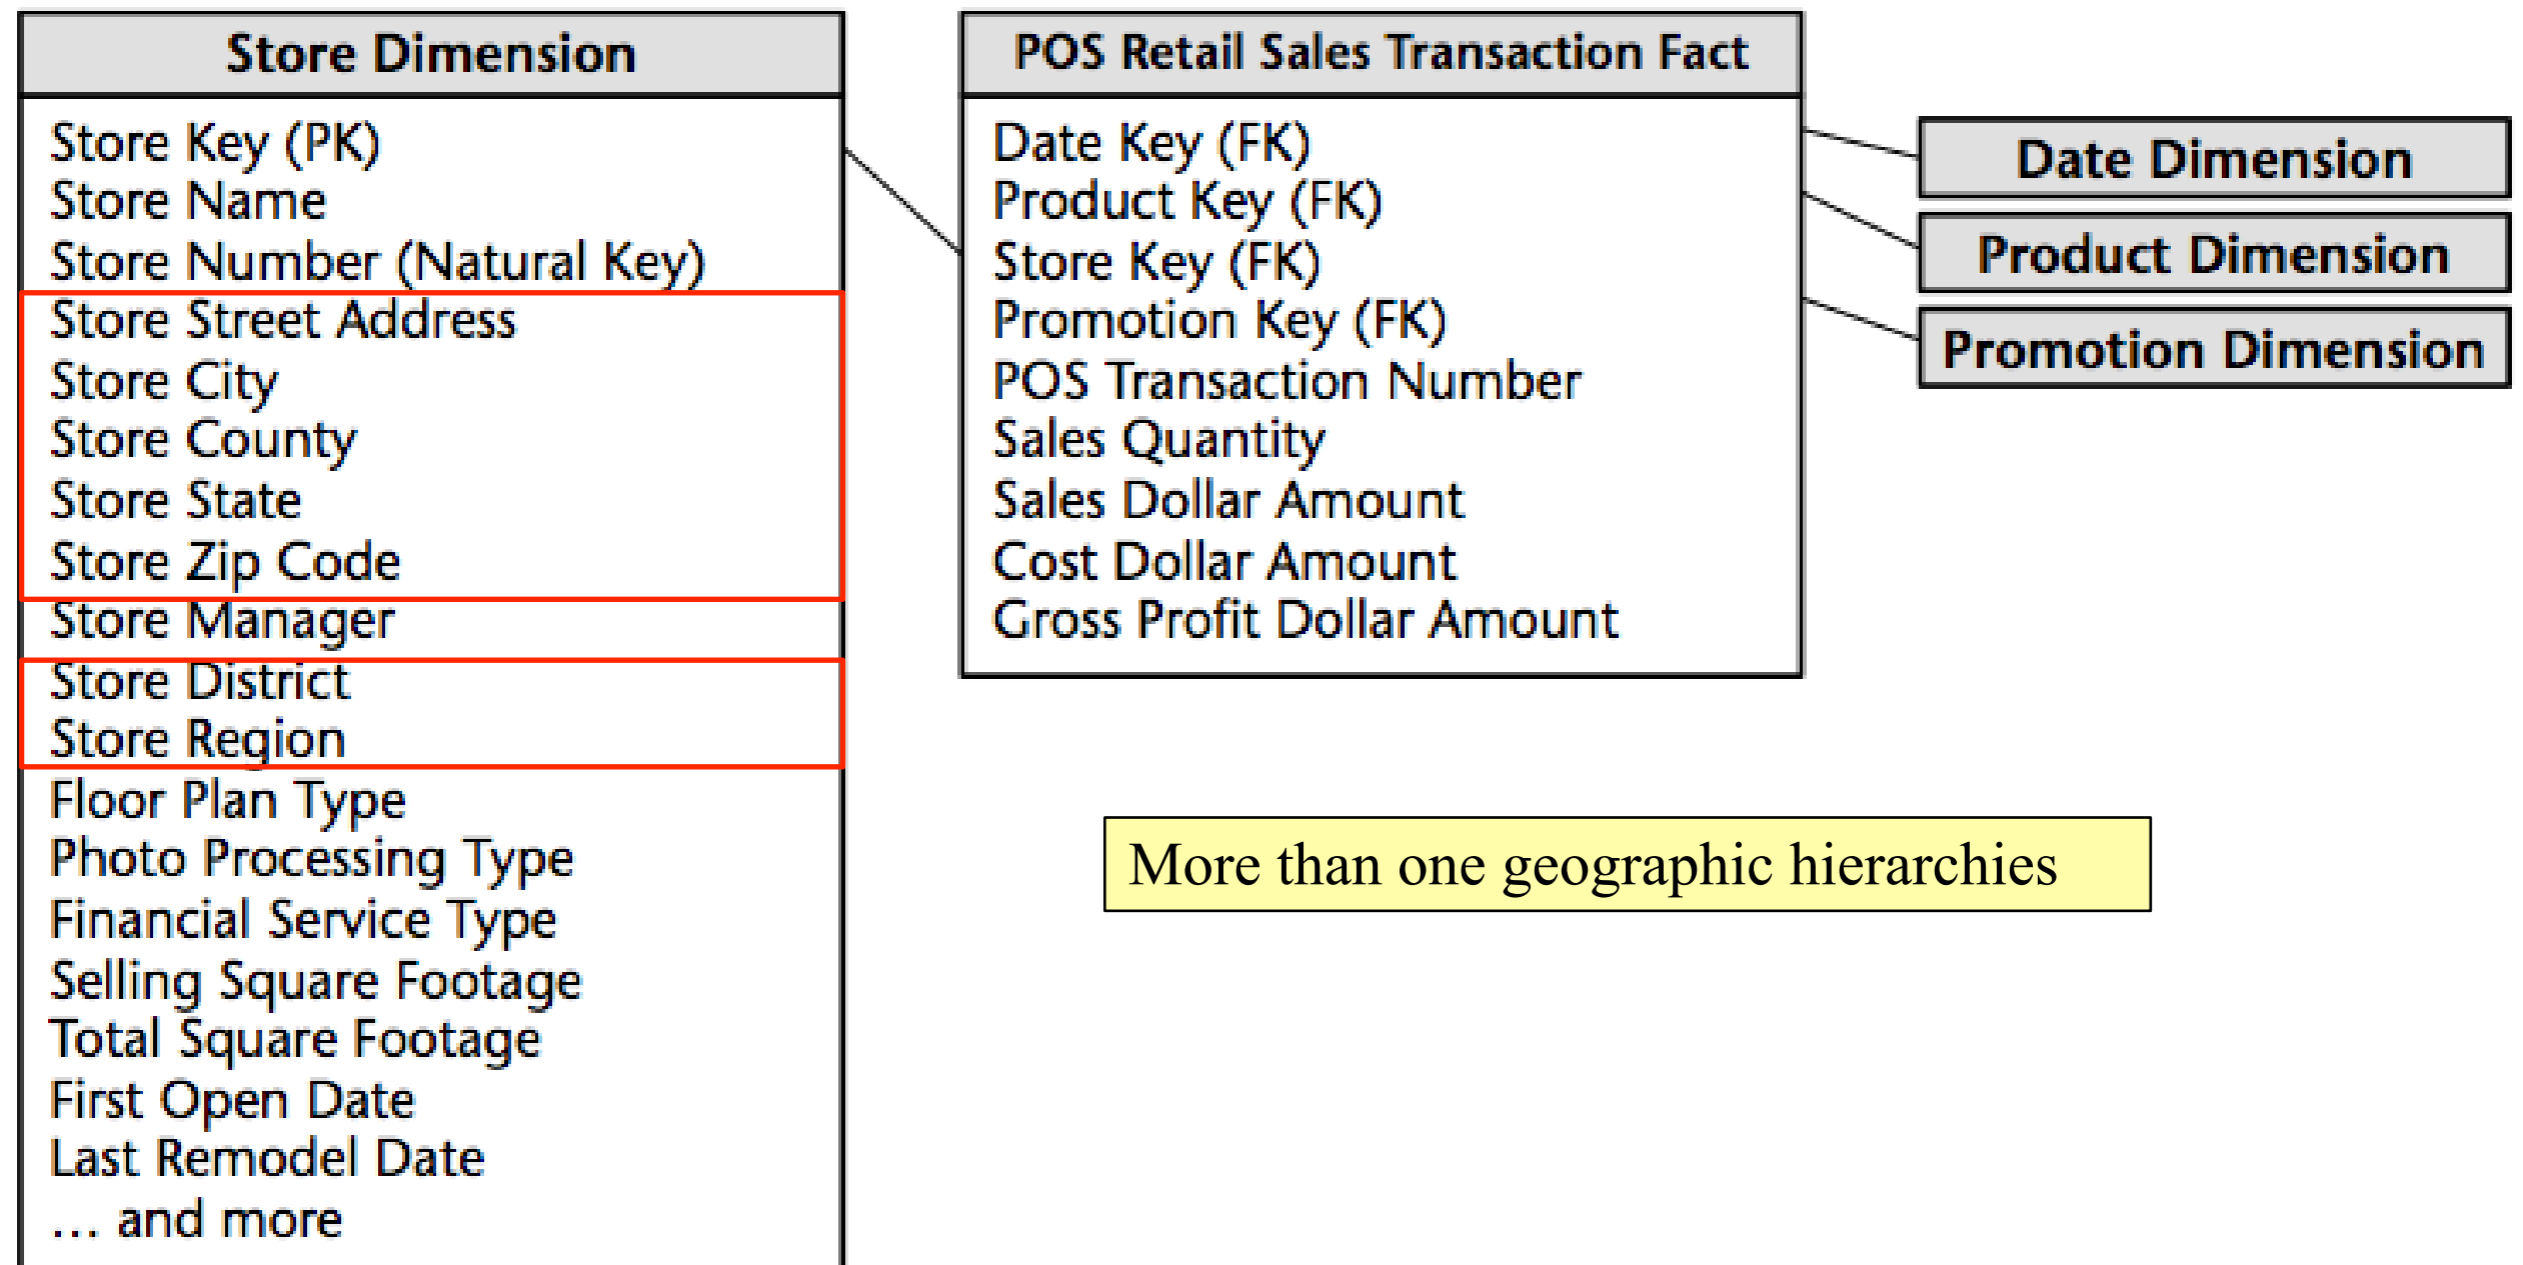 Store Dimension
Store Key (PK)
Store Name
Store Number (Natural Key)
Store Street Address
Store City
Store County
Store State
Store Zip Code
Store Manager
Store District
Store Region
Floor Plan Type
Photo Processing Type
Financial Service Type
Selling Square Footage
Total Square Footage
First Open Date
Last Remodel Date
... and more
POS Retail Sales Transaction Fact
Date Key (FK)
Product Key (FK)
Store Key (FK)
Promotion Key (FK)
POS Transaction Number
Sales Quantity
Sales Dollar Amount
Cost Dollar Amount
Gross Profit Dollar Amount
Date Dimension
Product Dimension
Promotion Dimension
More than one geographic hierarchies